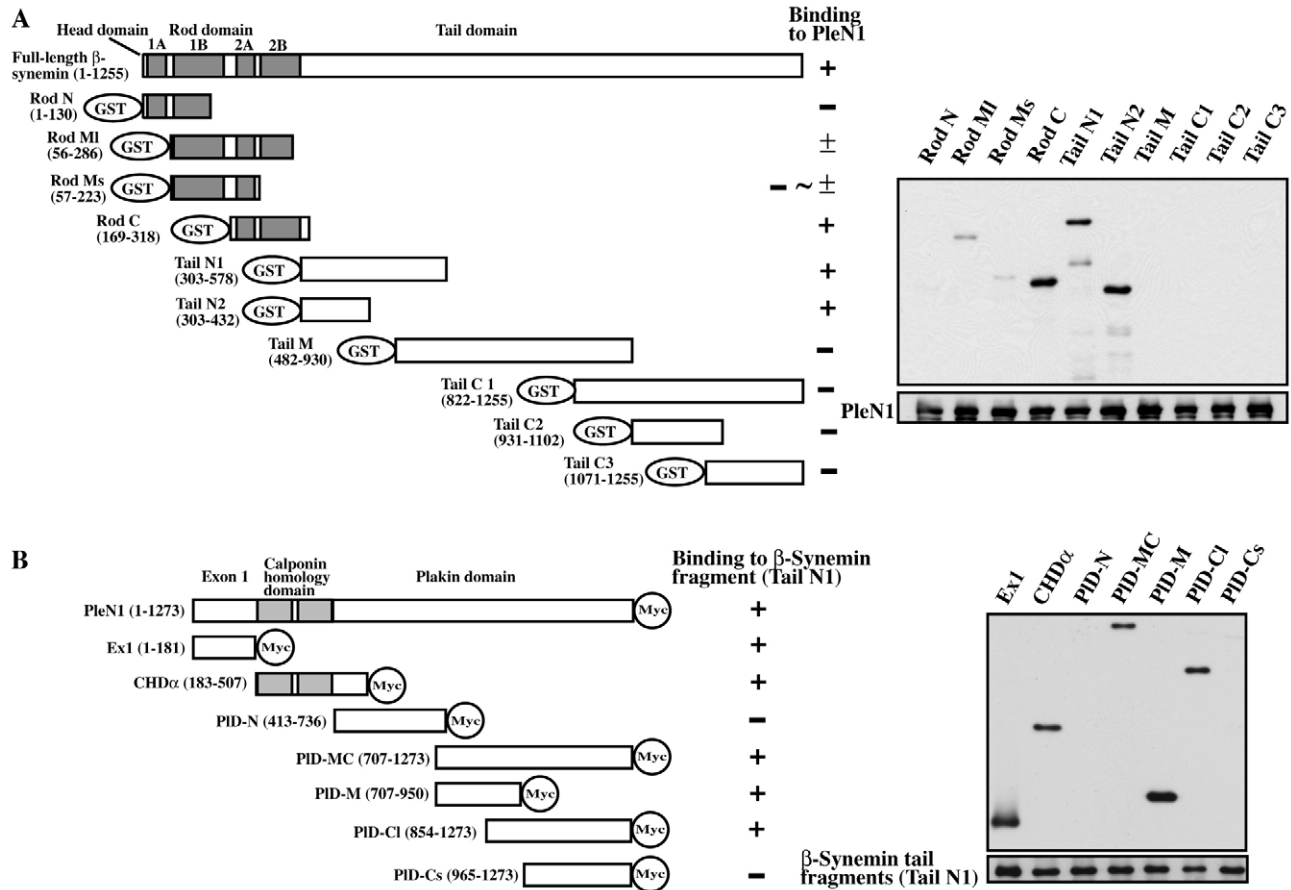 A
Binding
to PleN1
Head domain
Rod domain
Tail domain
1A 1B 2A 2B
Full-length β-
synemin (1-1255)
+
Rod N
(1-130)
GST
−
Rod Ml
(56-286)
GST
±
Rod Ms
(57-223)
GST
− ~ ±
Rod C
(169-318)
GST
+
Tail N1
(303-578)
GST
+
Tail N2
(303-432)
GST
+
Tail M
(482-930)
GST
−
Tail C 1
(822-1255)
GST
−
Tail C2
(931-1102)
GST
−
Tail C3
(1071-1255)
GST
−
Rod N
Rod Ml
Rod Ms
Rod C
Tail N1
Tail N2
Tail M
Tail C1
Tail C2
Tail C3
PleN1
B
Exon 1
Calponin
homology
domain
Plakin domain
Binding to β-Synemin
fragment (Tail N1)
PleN1 (1-1273) Myc +
Ex1 (1-181) Myc +
CHDα (183-507) Myc +
PlD-N (413-736) Myc −
PlD-MC (707-1273) Myc +
PlD-M (707-950) Myc +
PlD-Cl (854-1273) Myc +
PlD-Cs (965-1273) Myc −
Ex1
CHDα
PlD-N
PlD-MC
PlD-M
PlD-Cl
PlD-Cs
β-Synemin tail
fragments (Tail N1)